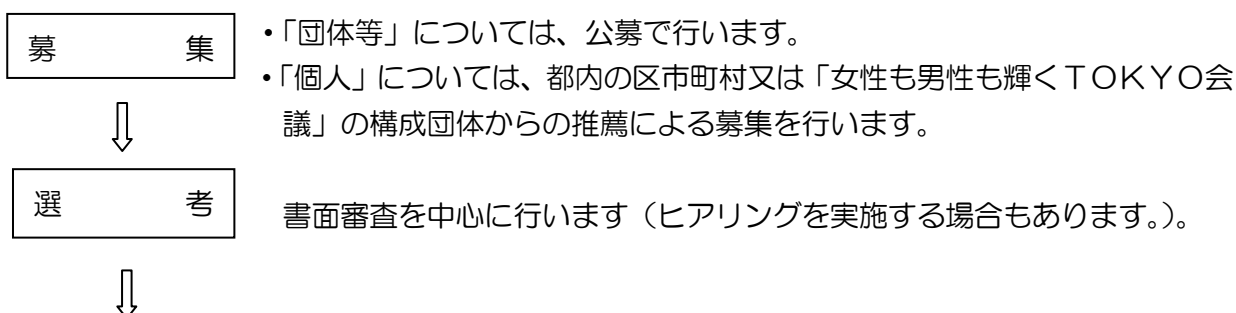 募 集
・「団体等」については、公募で行います。
・「個人」については、都内の区市町村又は「女性も男性も輝くＴＯＫＹＯ会
議」の構成団体からの推薦による募集を行います。
選 考
書面審査を中心に行います（ヒアリングを実施する場合もあります。）。